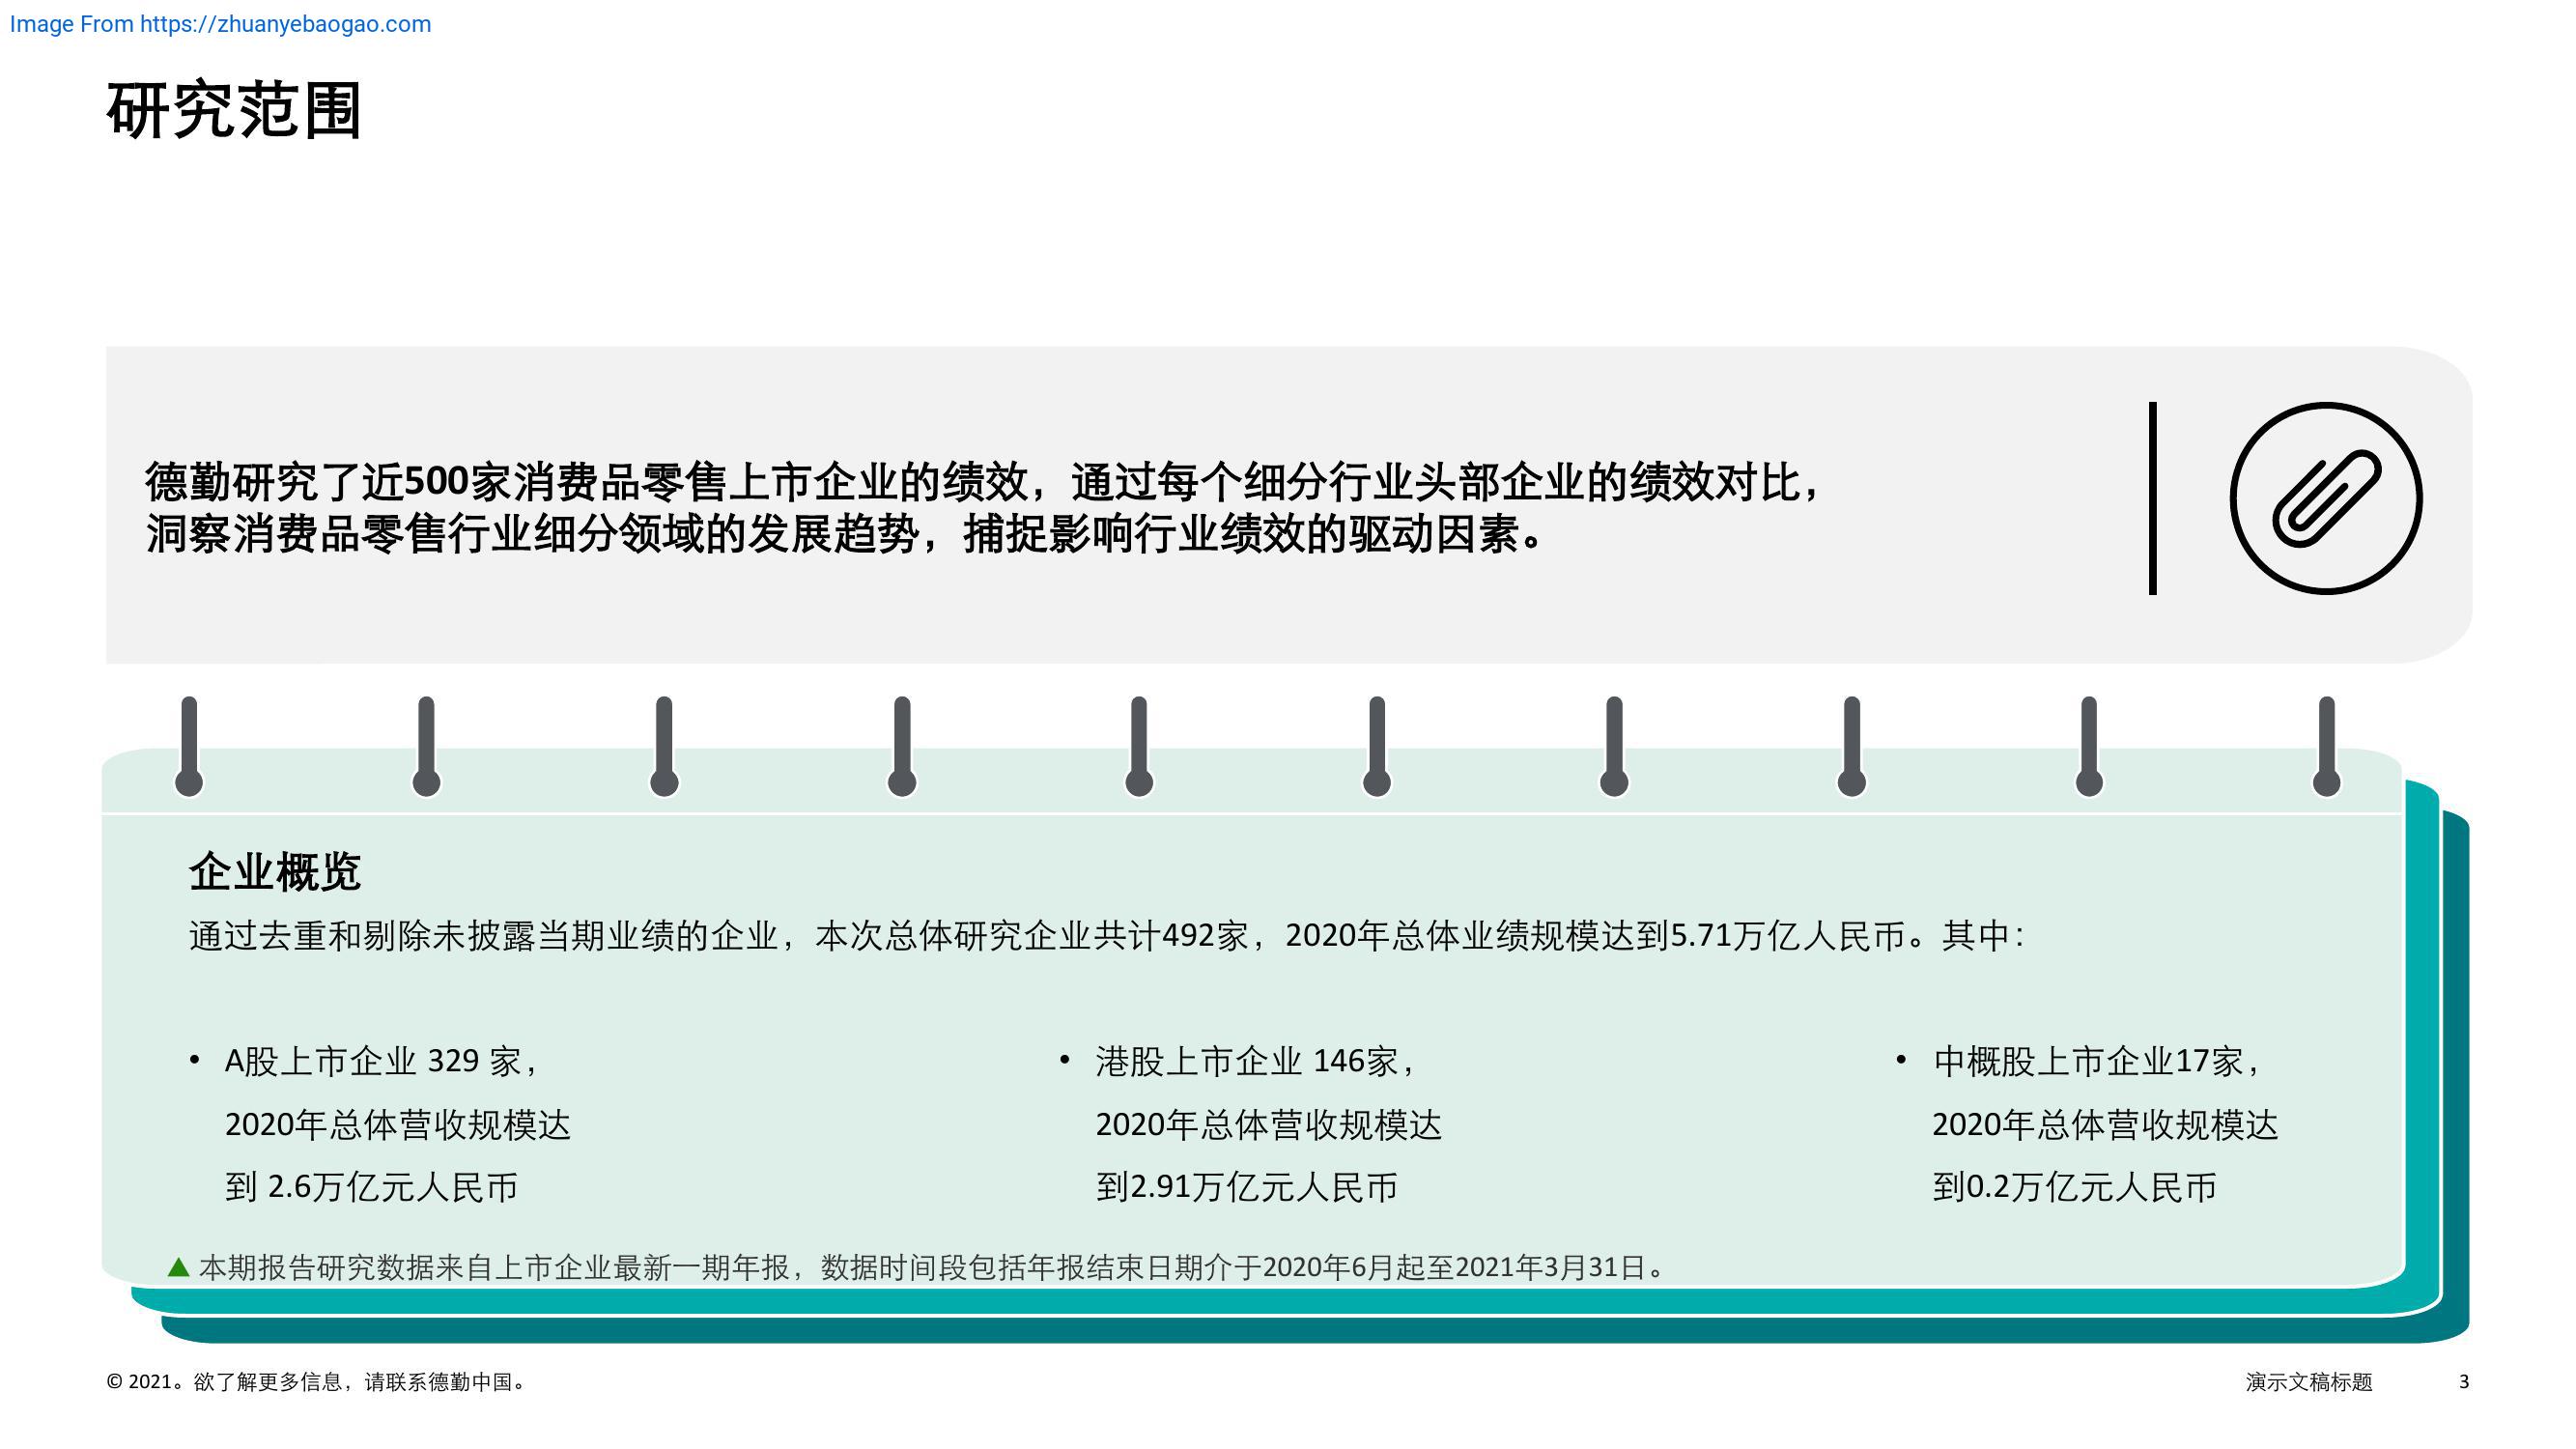 Image From https://zhuanyebaogao.com
研究范围
德勤研究了近500家消费品零售上市企业的绩效，通过每个细分行业头部企业的绩效对比，
洞察消费品零售行业细分领域的发展趋势，捕捉影响行业绩效的驱动因素。
企业概览
通过去重和剔除未披露当期业绩的企业，本次总体研究企业共计492家，2020年总体业绩规模达到5.71万亿人民币。其中：
• A股上市企业 329 家，
2020年总体营收规模达
到 2.6万亿元人民币
• 港股上市企业 146家，
2020年总体营收规模达
到2.91万亿元人民币
• 中概股上市企业17家，
2020年总体营收规模达
到0.2万亿元人民币
▲ 本期报告研究数据来自上市企业最新一期年报，数据时间段包括年报结束日期介于2020年6月起至2021年3月31日。
© 2021。欲了解更多信息，请联系德勤中国。
演示文稿标题 3